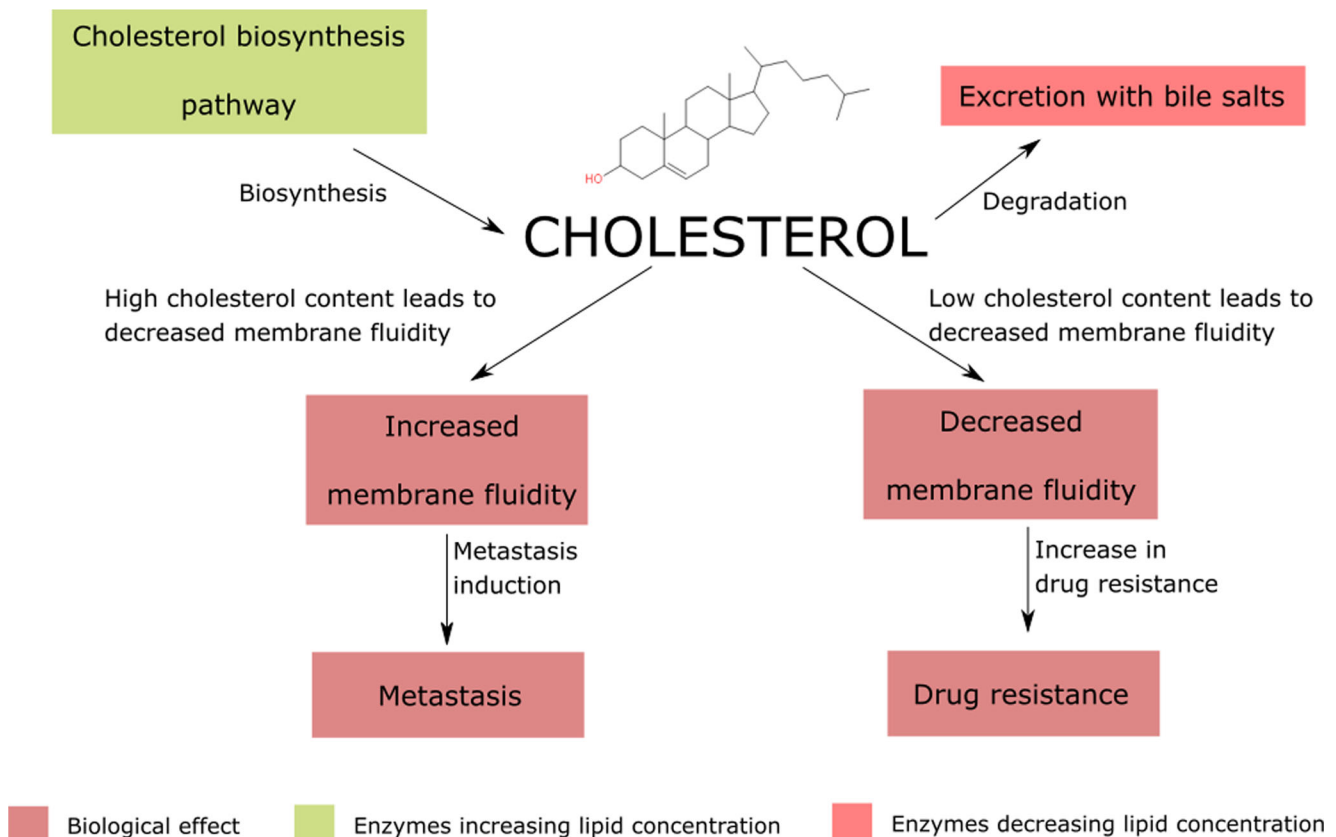 Cholesterol biosynthesis
pathway
Excretion with bile salts
HO
Biosynthesis
Degradation
CHOLESTEROL
High cholesterol content leads to
decreased membrane fluidity
Low cholesterol content leads to
decreased membrane fluidity
Increased
membrane fluidity
Decreased
membrane fluidity
Metastasis
induction
Increase in
drug resistance
Metastasis
Drug resistance
Biological effect
Enzymes increasing lipid concentration
Enzymes decreasing lipid concentration